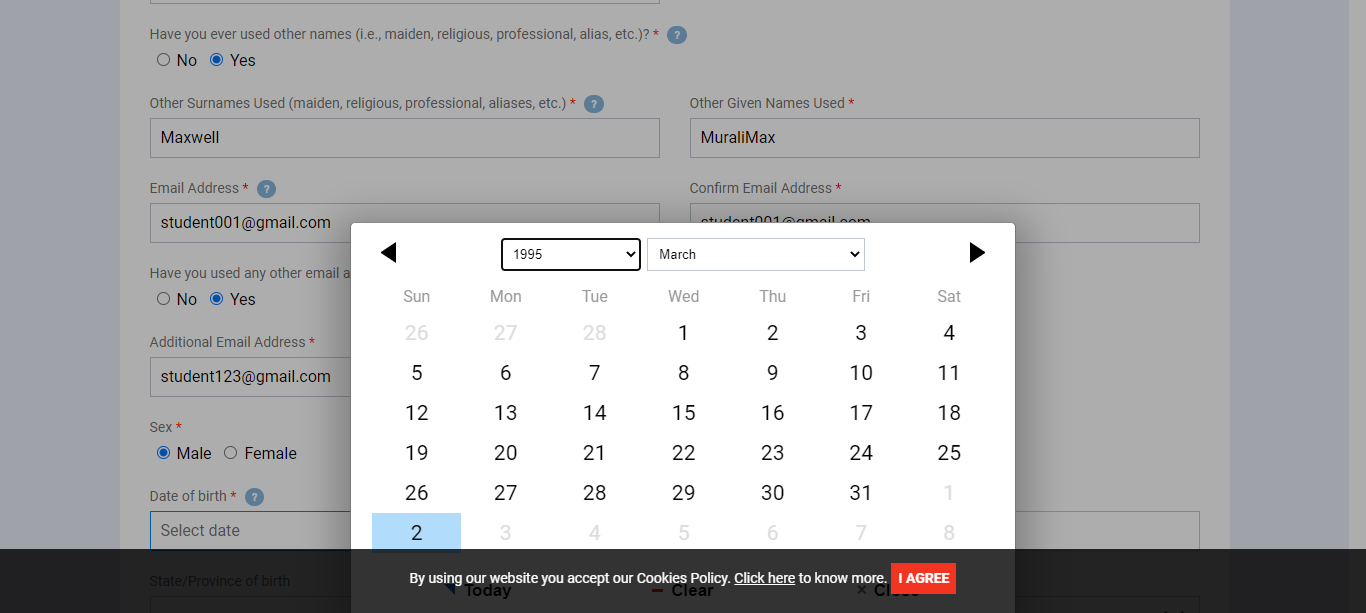 Have you ever used other names (i.e., maiden, religious, professional, alias, etc.)? * ?
No Yes
Other Surnames Used (maiden, religious, professional, aliases, etc.) * ? Other Given Names Used *
Maxwell MuraliMax
Email Address * ? Confirm Email Address *
student001@gmail.com student001@gmail.com
1995 March
Have you used any other email a
Sun Mon Tue Wed Thu Fri Sat
No Yes
26 27 28 1 2 3 4
Additional Email Address *
student123@gmail.com 5 6 7 8 9 10 11
12 13 14 15 16 17 18
Sex *
Male Female 19 20 21 22 23 24 25
Date of birth * ? 26 27 28 29 30 31 1
Select date 2 3 4 5 6 7 8
State/Province of birth By using our website you accept our Cookies Policy. Click here to know more. I AGREE
Today Clear × Close